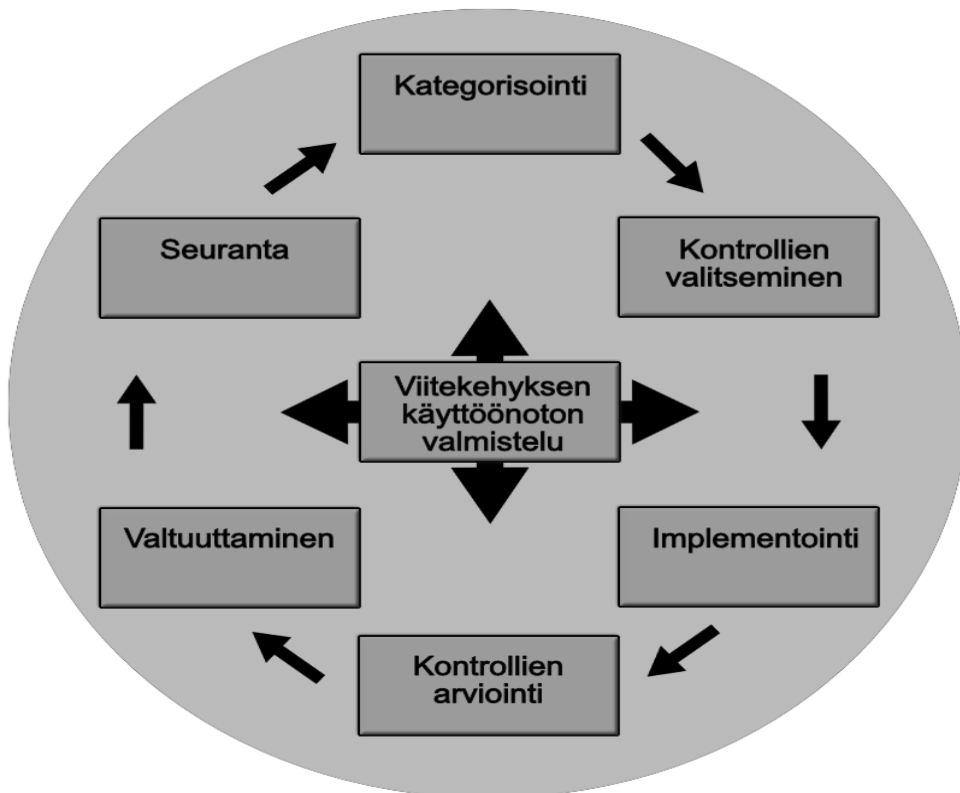 Kategorisointi
Seuranta
Kontrollien
valitseminen
Viitekehyksen
käyttöönoton
valmistelu
Valtuuttaminen
Implementointi
Kontrollien
arviointi